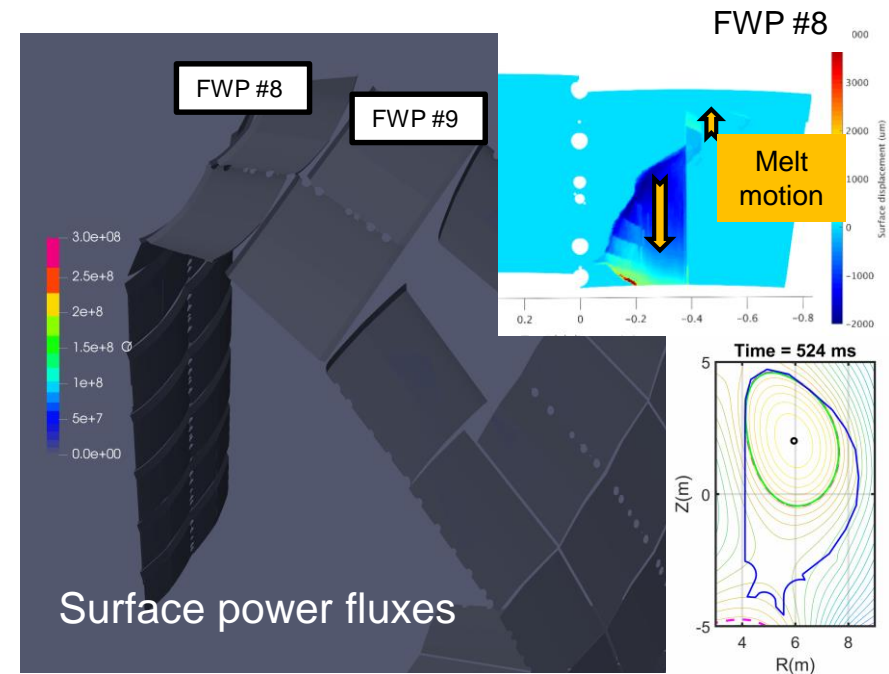 FWP #8
FWP #8
FWP #9
000
3000
2000
1000
0
−1000
−2000
Surface displacement (um)
Melt
motion
0.2 0 −0.2 −0.4 −0.6 −0.8
3.0e+08
2.5e+8
2e+8
1.5e+8
1e+8
5e+7
0.0e+00
Surface power fluxes
Time = 524 ms
5
0
-5
Z(m)
4 6 8
R(m)